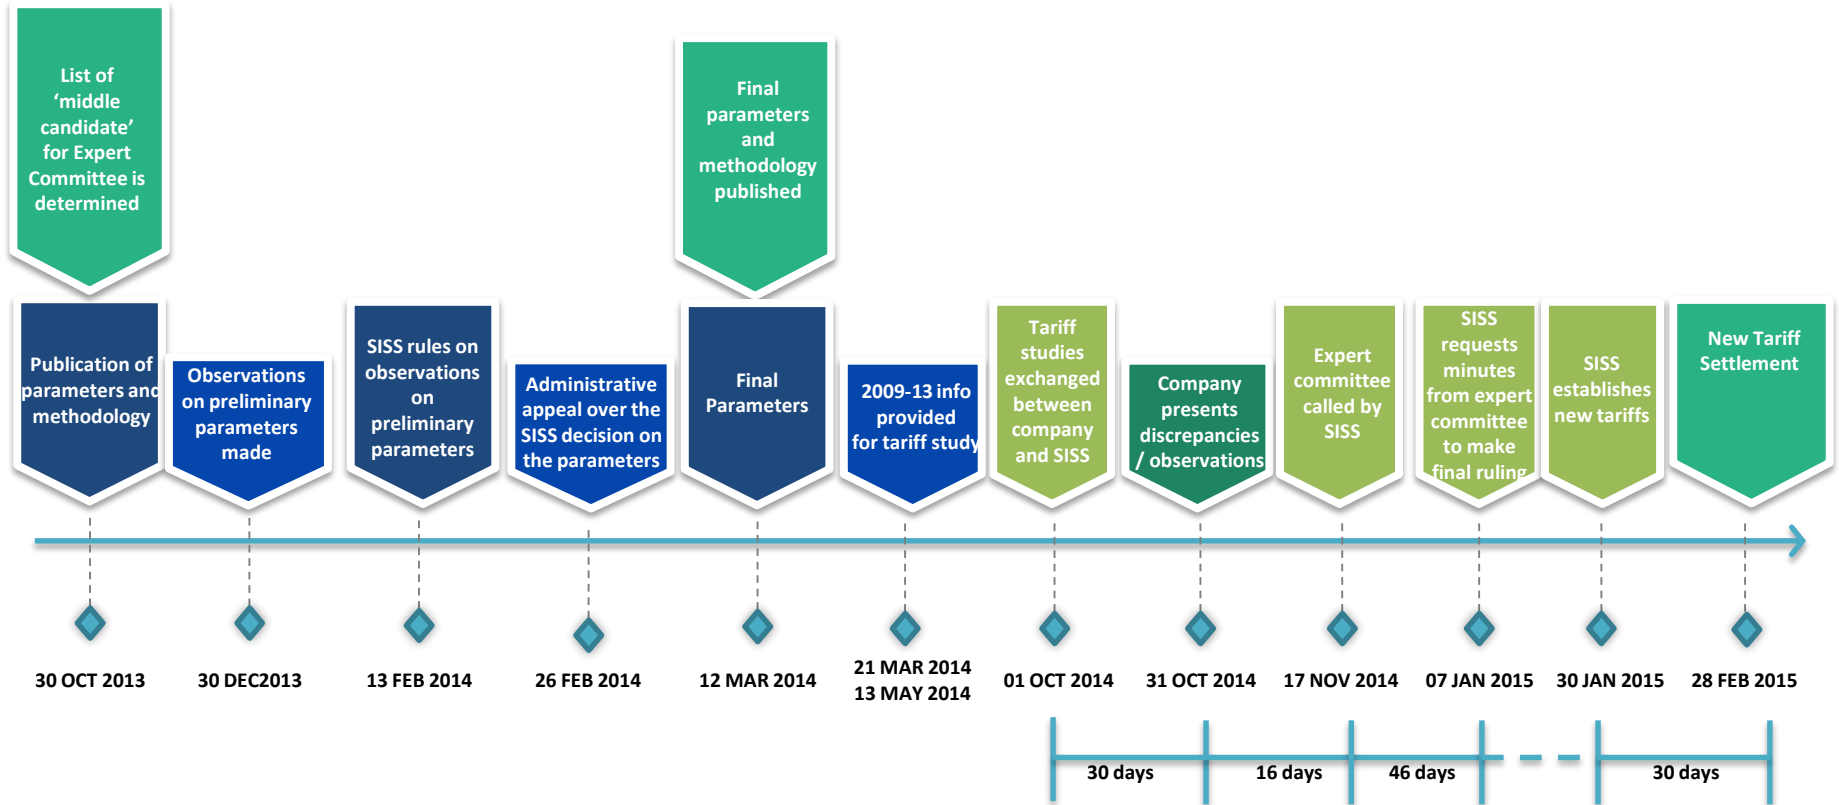 List of
‘middle
candidate’
for Expert
Committee is
determined
Final
parameters
and
methodology
published
Publication of
parameters and
methodology
Observations
on preliminary
parameters
made
SISS rules on
observations
on
preliminary
parameters
Administrative
appeal over the
SISS decision on
the parameters
Final
Parameters
2009-13 info
provided
for tariff study
Tariff
studies
exchanged
between
company
and SISS
Company
presents
discrepancies
/ observations
Expert
committee
called by
SISS
SISS
requests
minutes
from expert
committee
to make
final ruling
SISS
establishes
new tariffs
New Tariff
Settlement
30 OCT 2013
30 DEC2013
13 FEB 2014
26 FEB 2014
12 MAR 2014
21 MAR 2014
13 MAY 2014
01 OCT 2014
31 OCT 2014
17 NOV 2014
07 JAN 2015
30 JAN 2015
28 FEB 2015
30 days
16 days
46 days
30 days